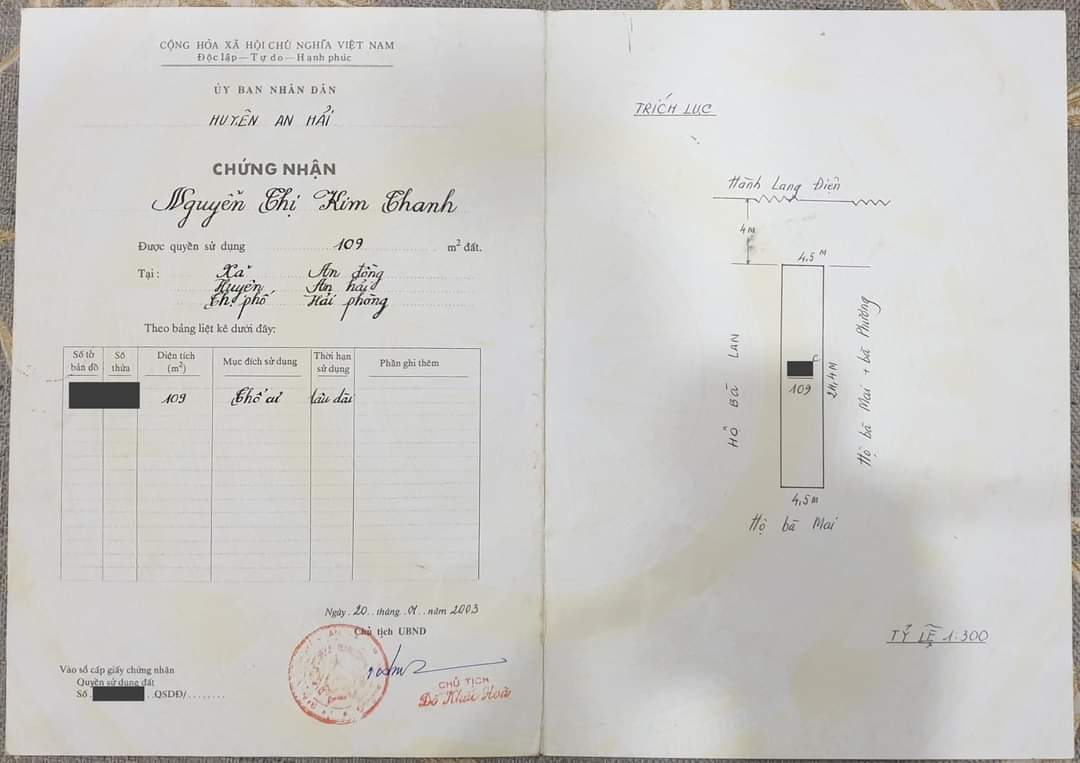 CỘNG HÒA XÃ HỘI CHỦ NGHĨA VIỆT NAM
Độc lập — Tự do — Hạnh phúc
ỦY BAN NHÂN DÂN
HUYỆN AN HẢI
CHỨNG NHẬN
Nguyễn Thị Kim Thanh
Được quyền sử dụng 109 m² đất.
Tại : Xã An đồng
Huyện An hải
Th. phố Hải phòng
Theo bảng liệt kê dưới đây:
Số tờ bản đồ
Số thửa
Diện tích (m²)
Mục đích sử dụng
Thời hạn sử dụng
Phần ghi thêm
109 Thổ cư lâu dài
Ngày 20 tháng 01 năm 2003
Chủ tịch UBND
CHỦ TỊCH
Đỗ Khắc Hoà
Vào sổ cấp giấy chứng nhận
Quyền sử dụng đất
Số QSDĐ/
TRÍCH LỤC
Hành Lang Điện
4M
4.5M
HỘ BÀ LAN
109
24,4M
Hộ bà Mai + bà Phương
4,5M
Hộ bà Mai
TỶ LỆ 1:300